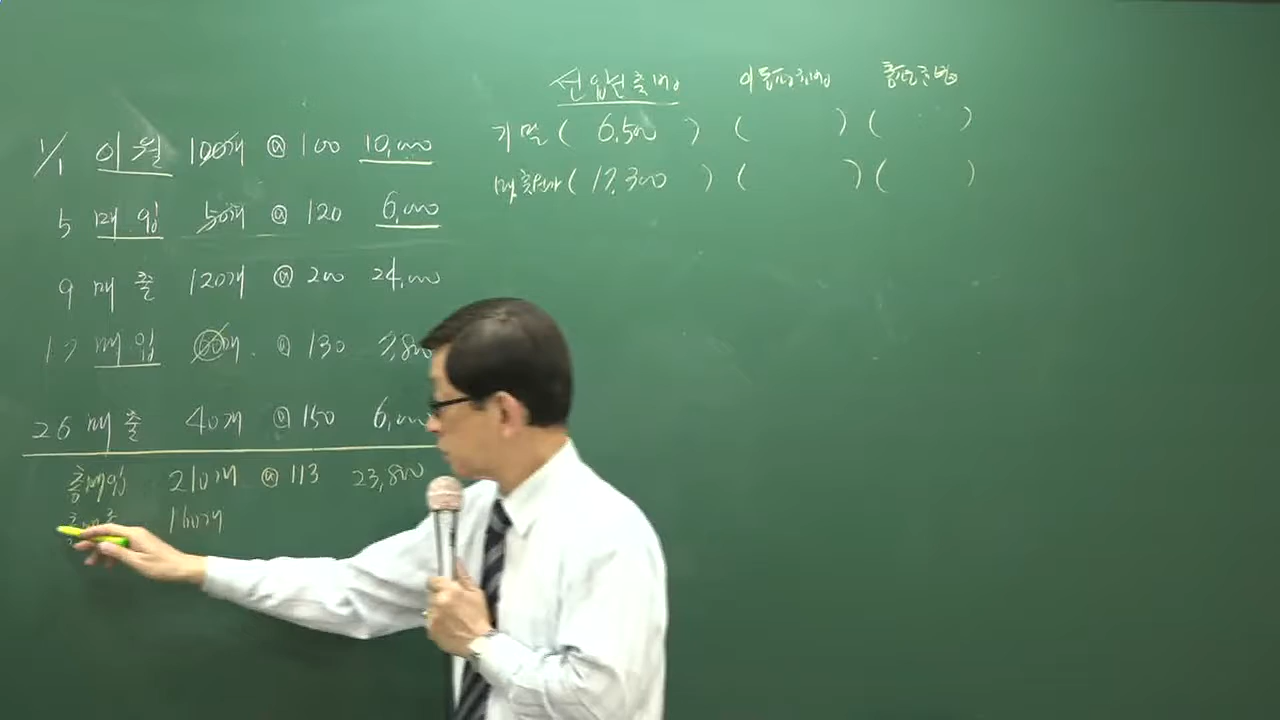 선입선출법 이동평균법 총평균법
기말 ( 6,500 ) ( ) ( )
매출원가 ( 17,300 ) ( ) ( )
1/1 이월 100개 @ 100 10,000
5 매입 50개 @ 120 6,000
9 매출 120개 @ 200 24,000
17 매입 60개 @ 130 7,800
26 매출 40개 @ 150 6,000
총매입 210개 @ 113 23,800
160개